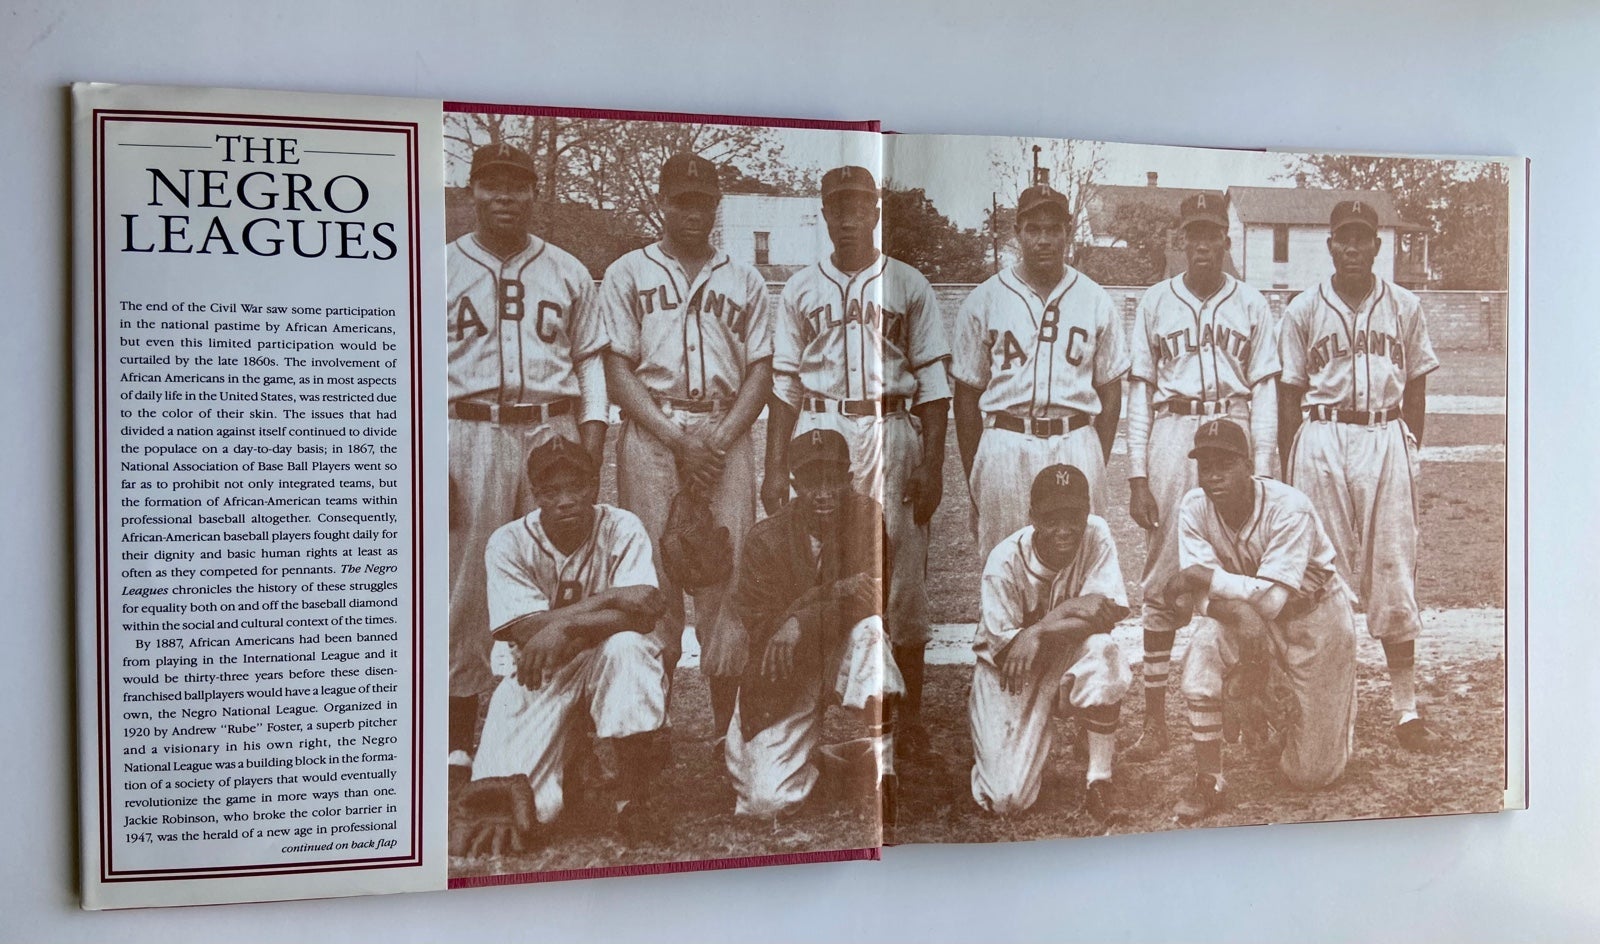 THE
NEGRO
LEAGUES
The end of the Civil War saw some participation
in the national pastime by African Americans,
but even this limited participation would be
curtailed by the late 1860s. The involvement of
African Americans in the game, as in most aspects
of daily life in the United States, was restricted due
to the color of their skin. The issues that had
divided a nation against itself continued to divide
the populace on a day-to-day basis; in 1867, the
National Association of Base Ball Players went so
far as to prohibit not only integrated teams, but
the formation of African-American teams within
professional baseball altogether. Consequently,
African-American baseball players fought daily for
their dignity and basic human rights at least as
often as they competed for pennants. The Negro
Leagues chronicles the history of these struggles
for equality both on and off the baseball diamond
within the social and cultural context of the times.
By 1887, African Americans had been banned
from playing in the International League and it
would be thirty-three years before these disen-
franchised ballplayers would have a league of their
own, the Negro National League. Organized in
1920 by Andrew "Rube" Foster, a superb pitcher
and a visionary in his own right, the Negro
National League was a building block in the forma-
tion of a society of players that would eventually
revolutionize the game in more ways than one.
Jackie Robinson, who broke the color barrier in
1947, was the herald of a new age in professional
continued on back flap
A
A
A
A
A
ABC
ATLANTA
ATLANTA
ABC
ATLANTA
ATLANTA
A
A
NY
A
B